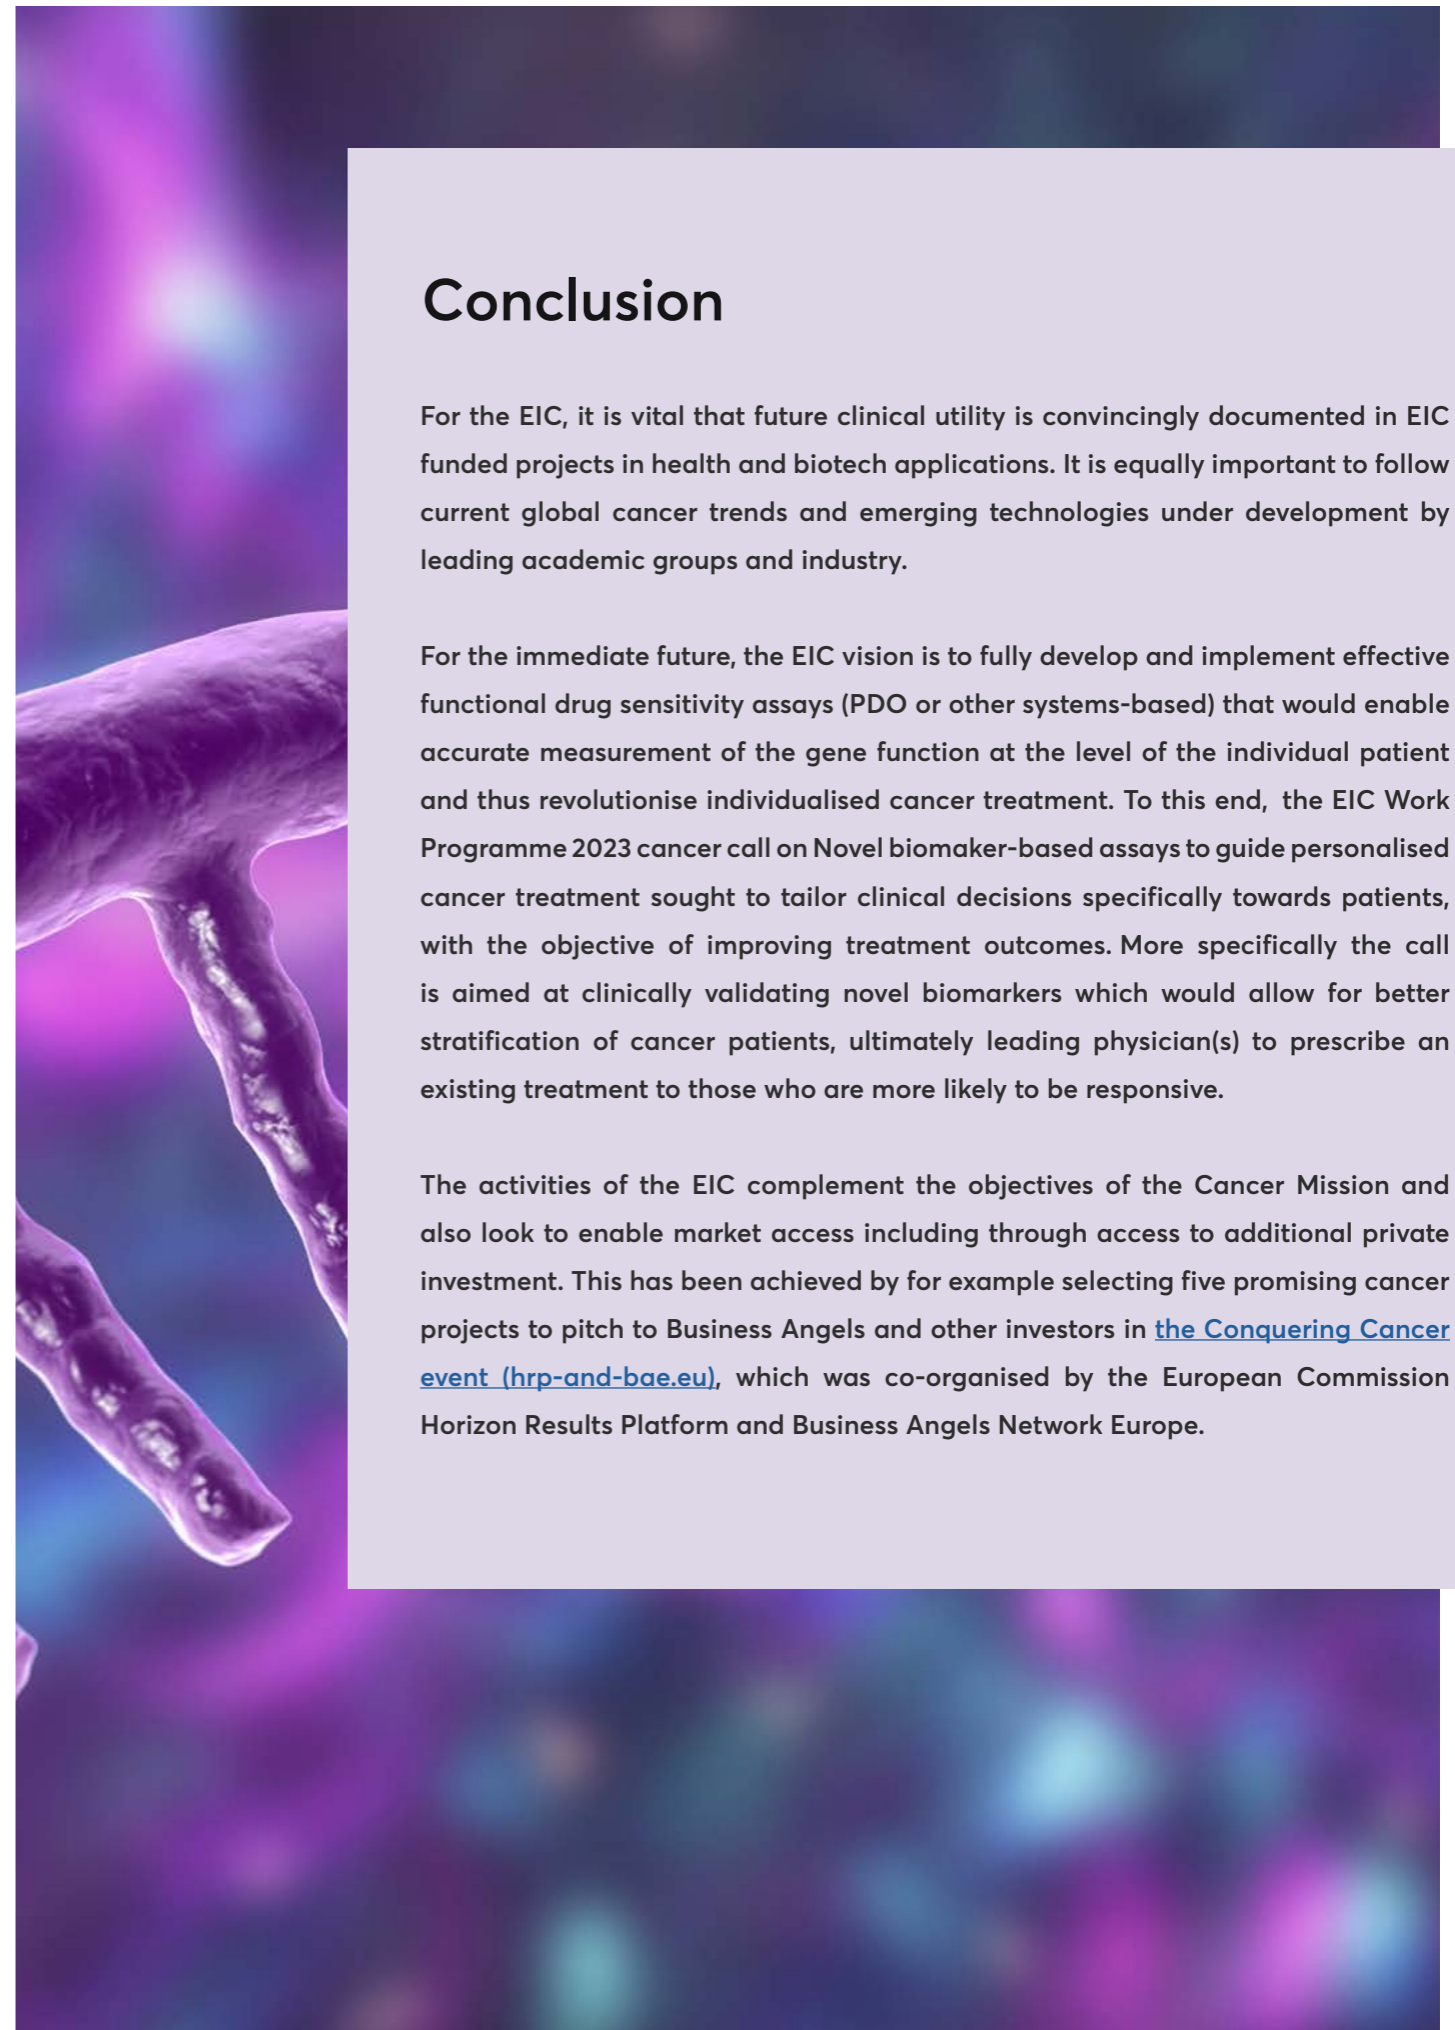 Conclusion
For the EIC, it is vital that future clinical utility is convincingly documented in EIC
funded projects in health and biotech applications. It is equally important to follow
current global cancer trends and emerging technologies under development by
leading academic groups and industry.
For the immediate future, the EIC vision is to fully develop and implement effective
functional drug sensitivity assays (PDO or other systems-based) that would enable
accurate measurement of the gene function at the level of the individual patient
and thus revolutionise individualised cancer treatment. To this end, the EIC Work
Programme 2023 cancer call on Novel biomaker-based assays to guide personalised
cancer treatment sought to tailor clinical decisions specifically towards patients,
with the objective of improving treatment outcomes. More specifically the call
is aimed at clinically validating novel biomarkers which would allow for better
stratification of cancer patients, ultimately leading physician(s) to prescribe an
existing treatment to those who are more likely to be responsive.
The activities of the EIC complement the objectives of the Cancer Mission and
also look to enable market access including through access to additional private
investment. This has been achieved by for example selecting five promising cancer
projects to pitch to Business Angels and other investors in the Conquering Cancer
event (hrp-and-bae.eu), which was co-organised by the European Commission
Horizon Results Platform and Business Angels Network Europe.